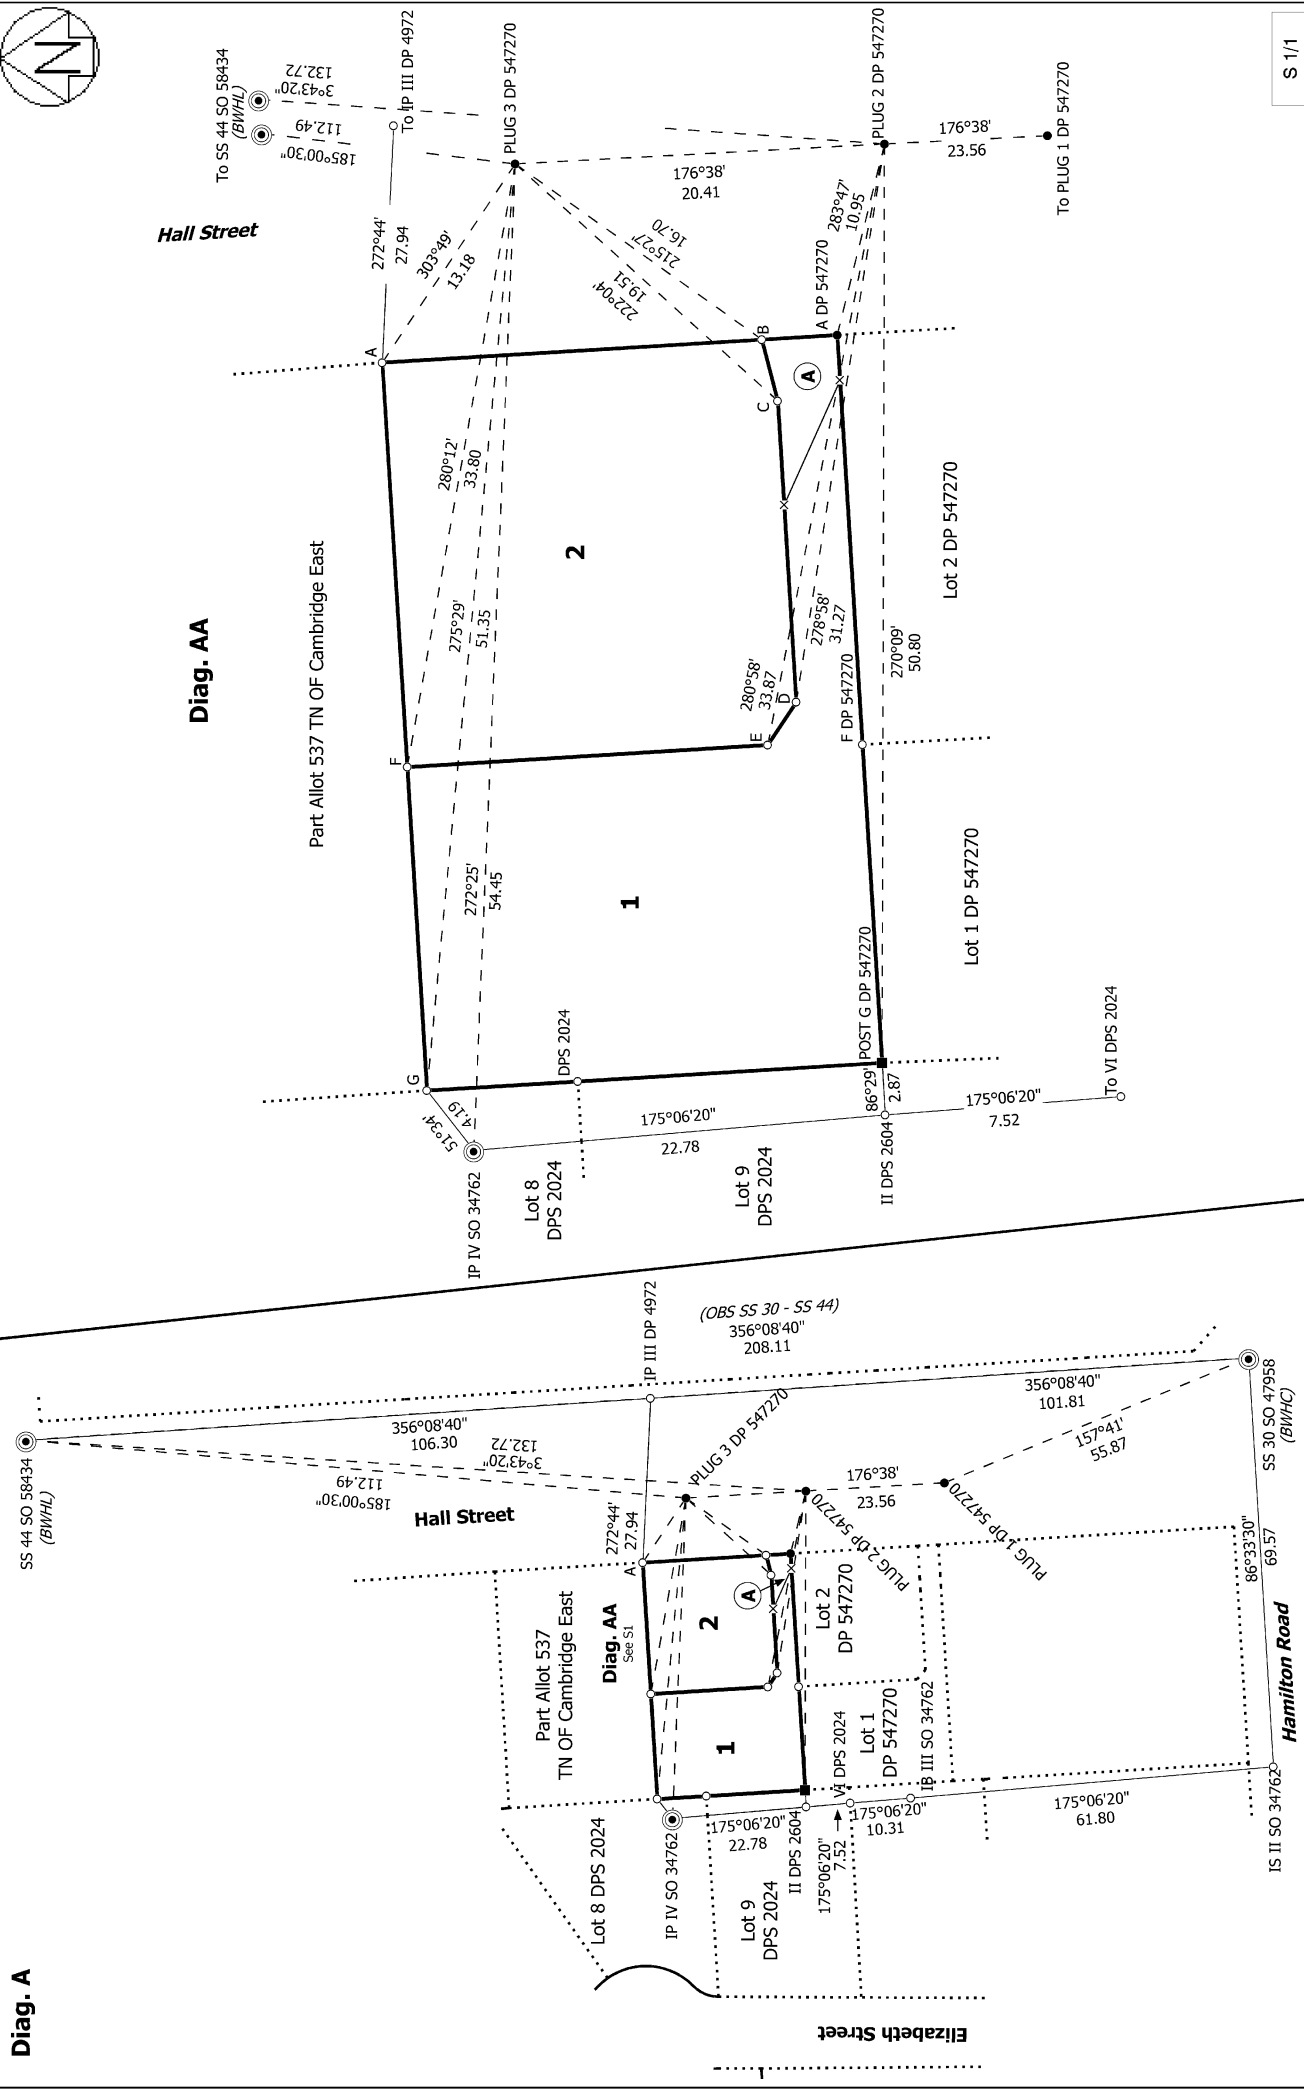 Diag. A
SS 44 SO 58434
(BWHL)
356°08'40"
106.30
3°43'20"
132.72
185°00'30"
112.49
Hall Street
272°44'
27.94
A
IP III DP 4972
(OBS SS 30 - SS 44)
356°08'40"
208.11
PLUG 3 DP 547270
176°38'
23.56
356°08'40"
101.81
157°41'
55.87
SS 30 SO 47958
(BWHC)
Part Allot 537
TN OF Cambridge East
Diag. AA
See S1
2
A
1
PLUG 2 DP 547270
PLUG 1 DP 547270
Lot 2
DP 547270
Lot 1
DP 547270
86°33'30"
69.57
Hamilton Road
Lot 8 DPS 2024
IP IV SO 34762
175°06'20"
22.78
II DPS 2604
175°06'20"
7.52
VI DPS 2024
175°06'20"
10.31
IB III SO 34762
175°06'20"
61.80
IS II SO 34762
Lot 9
DPS 2024
Elizabeth Street
Diag. AA
N
To SS 44 SO 58434
(BWHL)
185°00'30"
112.49
3°43'20"
132.72
To IP III DP 4972
Hall Street
272°44'
27.94
PLUG 3 DP 547270
303°49'
13.18
A
176°38'
20.41
PLUG 2 DP 547270
176°38'
23.56
To PLUG 1 DP 547270
215°27'
16.70
222°04'
19.51
283°47'
10.95
A DP 547270
B
C
A
Part Allot 537 TN OF Cambridge East
280°12'
33.80
275°29'
51.35
272°25'
54.45
2
F
E
D
280°58'
33.87
278°58'
31.27
F DP 547270
270°09'
50.80
Lot 2 DP 547270
1
Lot 1 DP 547270
G
DPS 2024
POST G DP 547270
51°34'
4.19
IP IV SO 34762
175°06'20"
22.78
86°29'
2.87
II DPS 2604
175°06'20"
7.52
To VI DPS 2024
Lot 8
DPS 2024
Lot 9
DPS 2024
S 1/1